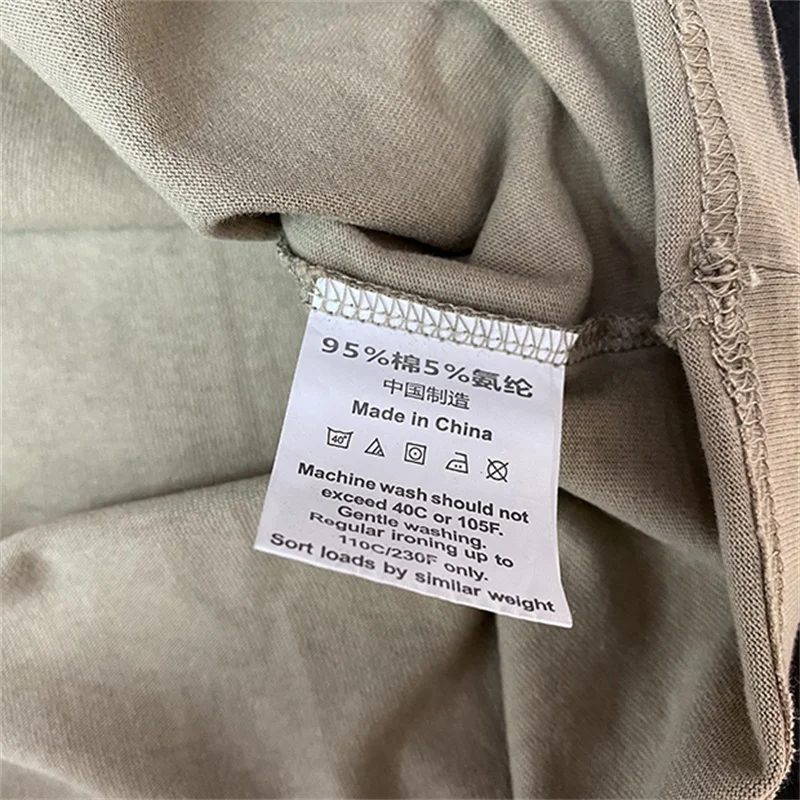 95%棉5%氨纶
中国制造
Made in China
40°
Machine wash should not
exceed 40C or 105F.
Gentle washing.
Regular ironing up to
110C/230F only.
Sort loads by similar weight